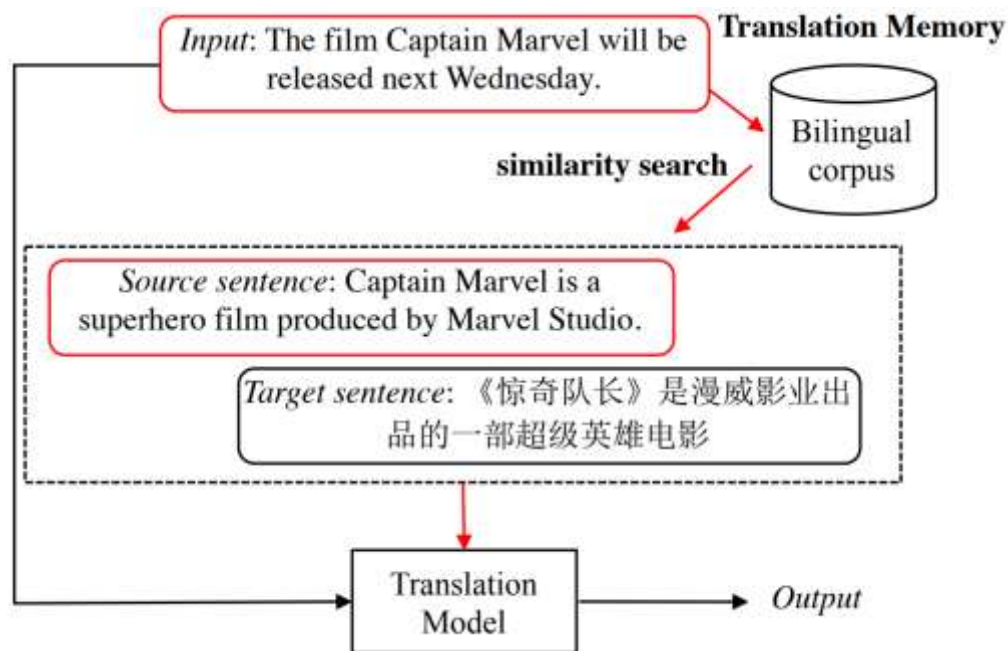 Input: The film Captain Marvel will be
released next Wednesday.
Translation Memory
Bilingual
corpus
similarity search
Source sentence: Captain Marvel is a
superhero film produced by Marvel Studio.
Target sentence: 《惊奇队长》是漫威影业出
品的一部超级英雄电影
Translation
Model
Output